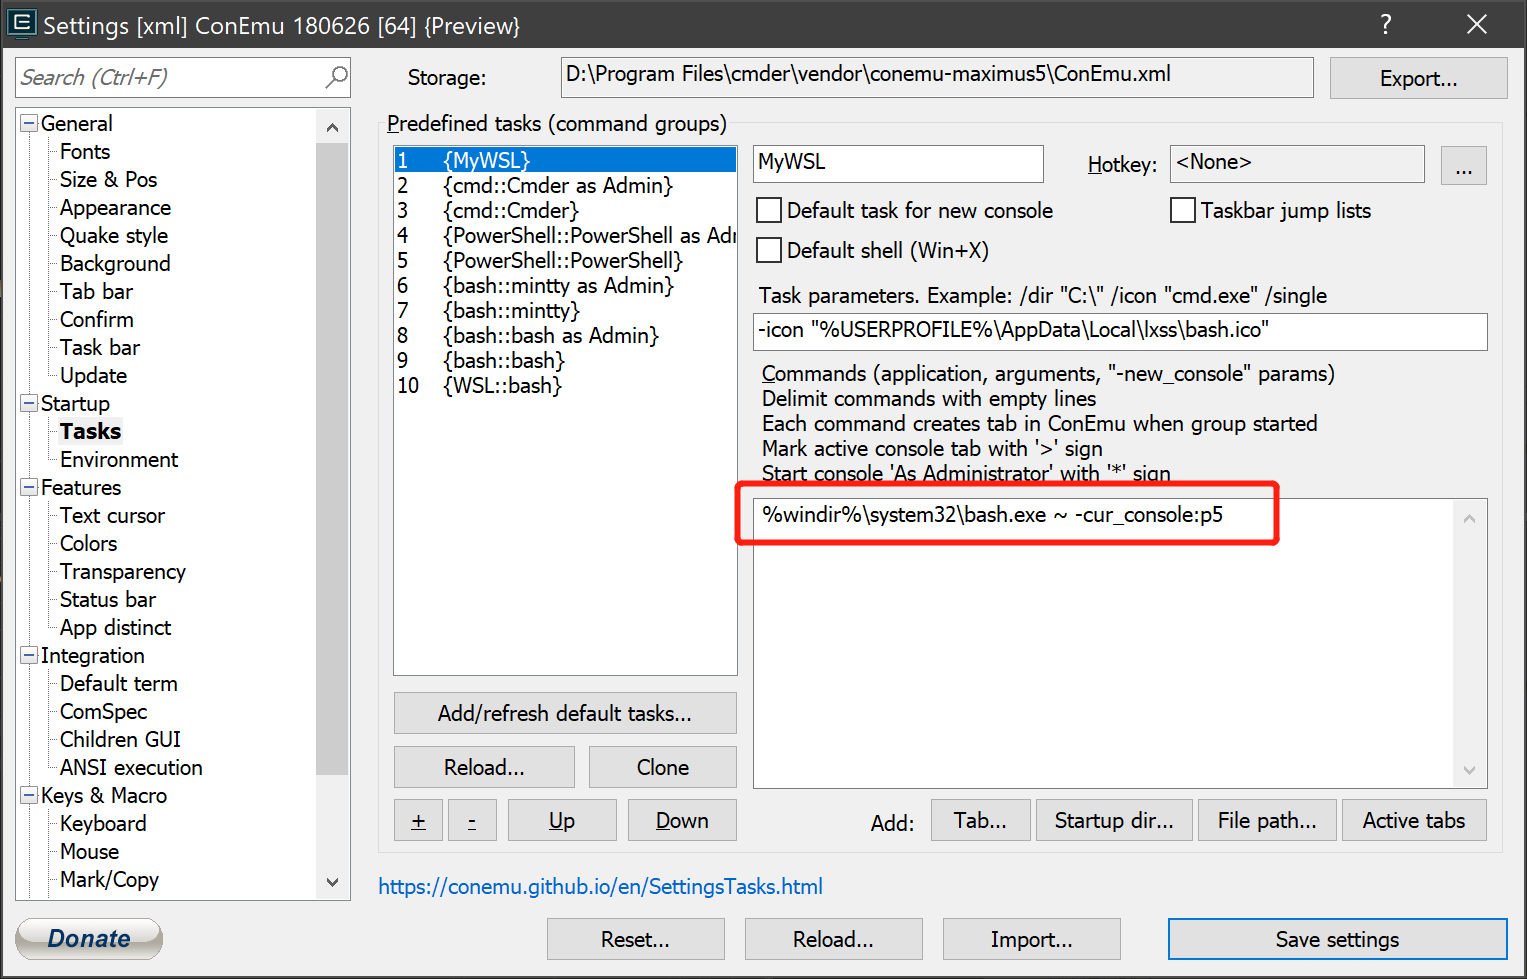 Settings [xml] ConEmu 180626 [64] {Preview}
?
Search (Ctrl+F)
Storage:
D:\Program Files\cmder\vendor\conemu-maximus5\ConEmu.xml
Export...
General
Fonts
Size & Pos
Appearance
Quake style
Background
Tab bar
Confirm
Task bar
Update
Startup
Tasks
Environment
Features
Text cursor
Colors
Transparency
Status bar
App distinct
Integration
Default term
ComSpec
Children GUI
ANSI execution
Keys & Macro
Keyboard
Mouse
Mark/Copy
Donate
Predefined tasks (command groups)
1 {MyWSL}
2 {cmd::Cmder as Admin}
3 {cmd::Cmder}
4 {PowerShell::PowerShell as Adr
5 {PowerShell::PowerShell}
6 {bash::mintty as Admin}
7 {bash::mintty}
8 {bash::bash as Admin}
9 {bash::bash}
10 {WSL::bash}
Add/refresh default tasks...
Reload...
Clone
+
-
Up
Down
MyWSL
Hotkey:
<None>
...
Default task for new console
Taskbar jump lists
Default shell (Win+X)
Task parameters. Example: /dir "C:\" /icon "cmd.exe" /single
-icon "%USERPROFILE%\AppData\Local\lxss\bash.ico"
Commands (application, arguments, "-new_console" params)
Delimit commands with empty lines
Each command creates tab in ConEmu when group started
Mark active console tab with '>' sign
Start console 'As Administrator' with '*' sign
%windir%\system32\bash.exe ~ -cur_console:p5
Add:
Tab...
Startup dir...
File path...
Active tabs
https://conemu.github.io/en/SettingsTasks.html
Reset...
Reload...
Import...
Save settings